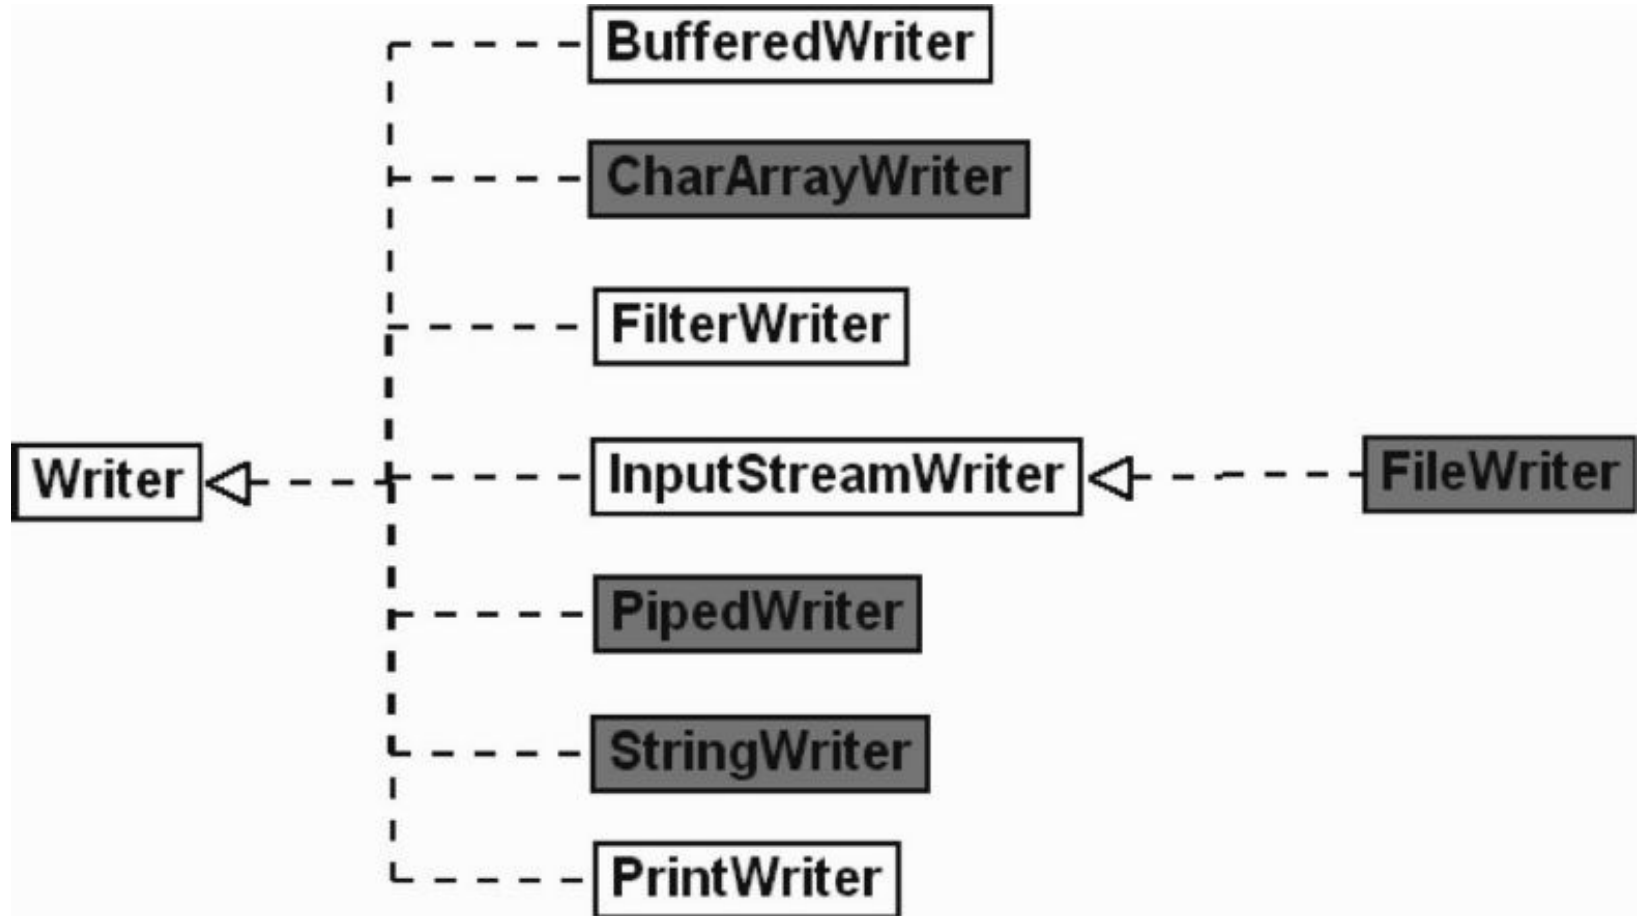 BufferedWriter
CharArrayWriter
FilterWriter
Writer
InputStreamWriter
FileWriter
PipedWriter
StringWriter
PrintWriter